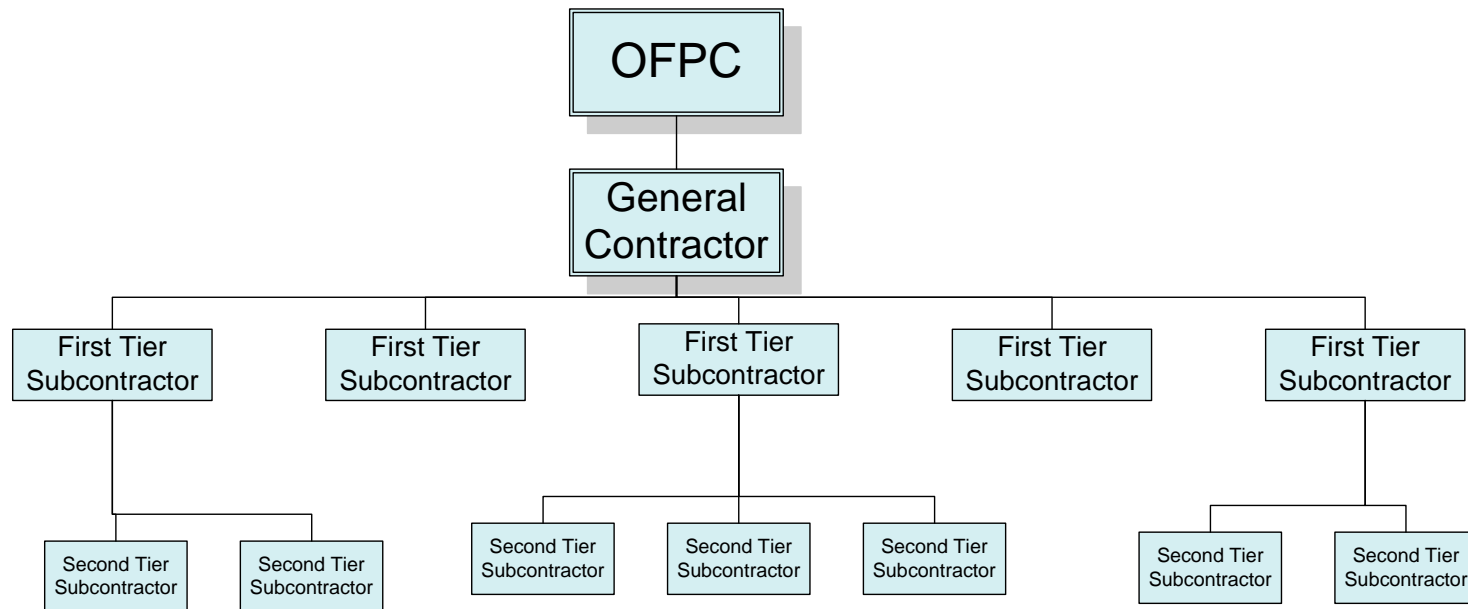 OFPC
General
Contractor
First Tier
Subcontractor
First Tier
Subcontractor
First Tier
Subcontractor
First Tier
Subcontractor
First Tier
Subcontractor
Second Tier
Subcontractor
Second Tier
Subcontractor
Second Tier
Subcontractor
Second Tier
Subcontractor
Second Tier
Subcontractor
Second Tier
Subcontractor
Second Tier
Subcontractor